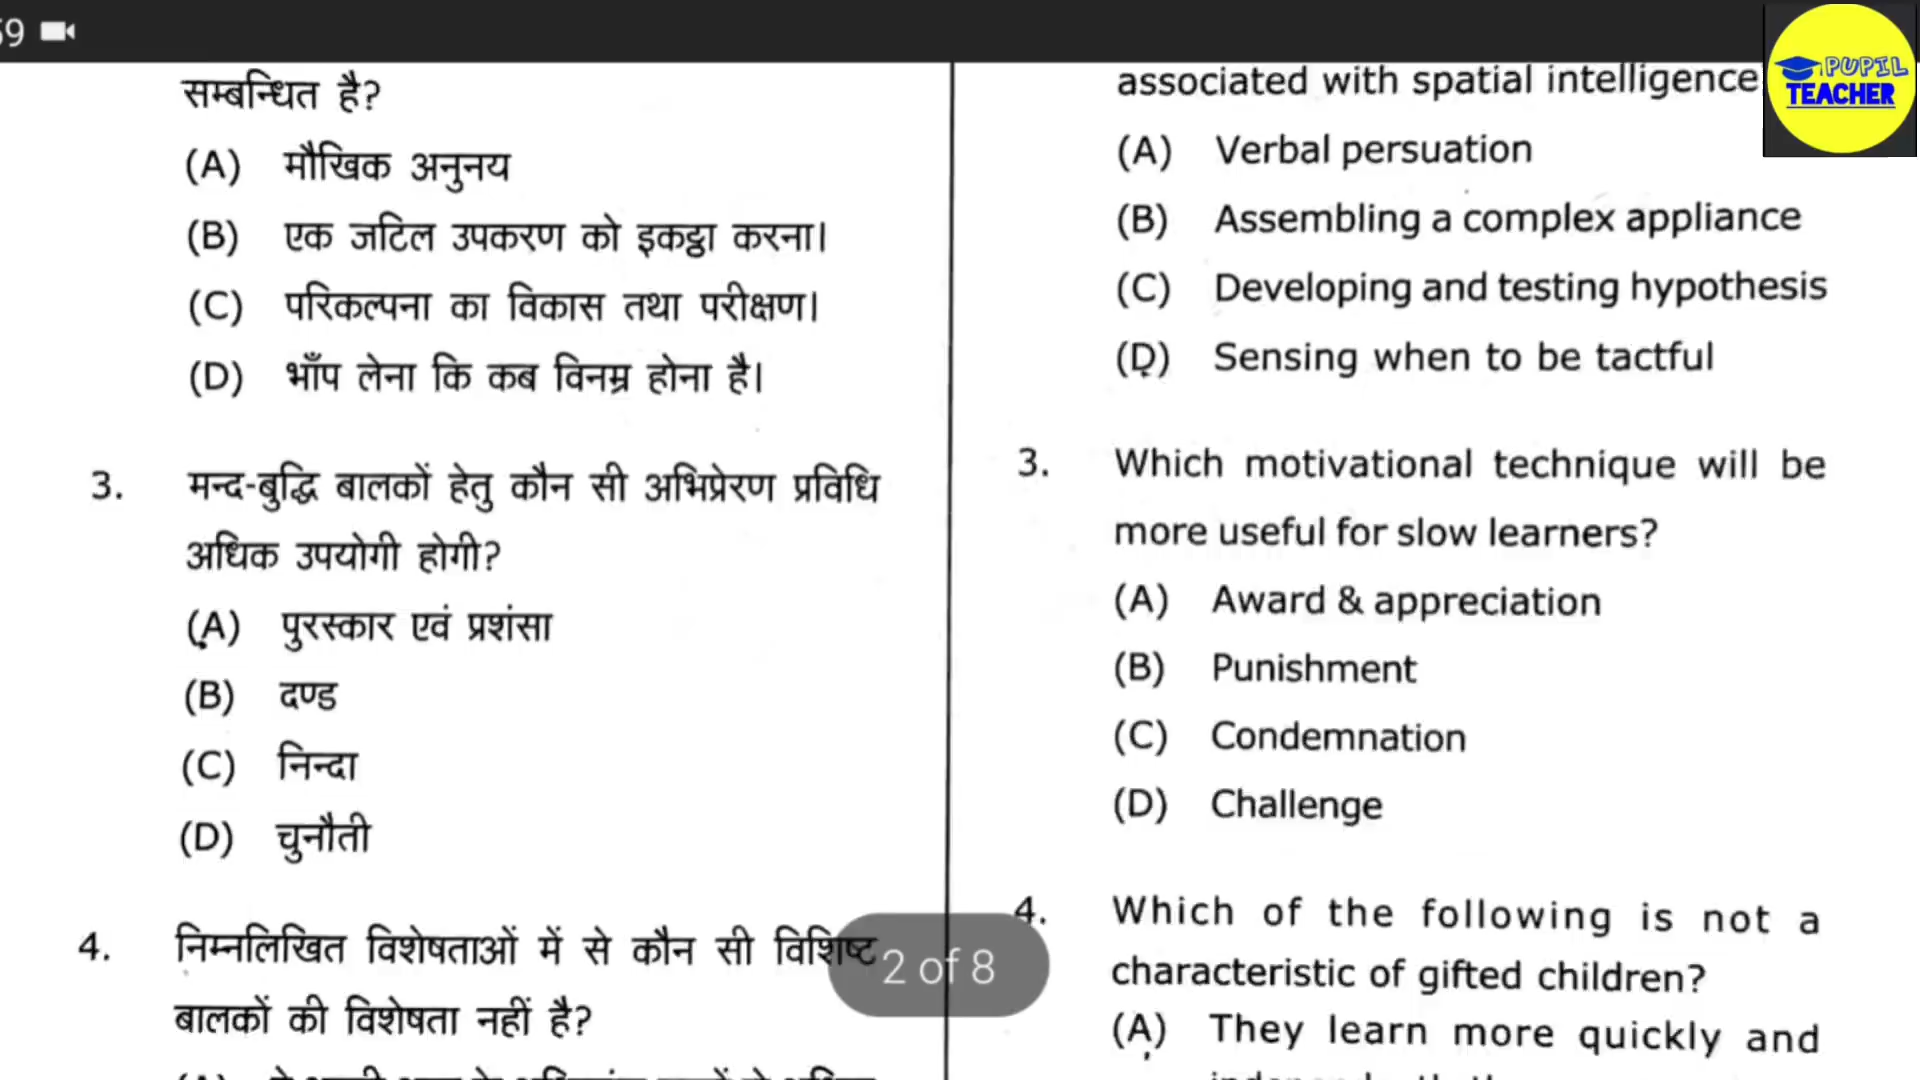 59
PUPIL
TEACHER
सम्बन्धित है?
(A) मौखिक अनुनय
(B) एक जटिल उपकरण को इकट्ठा करना।
(C) परिकल्पना का विकास तथा परीक्षण।
(D) भाँप लेना कि कब विनम्र होना है।
3. मन्द-बुद्धि बालकों हेतु कौन सी अभिप्रेरण प्रविधि
अधिक उपयोगी होगी?
(A) पुरस्कार एवं प्रशंसा
(B) दण्ड
(C) निन्दा
(D) चुनौती
4. निम्नलिखित विशेषताओं में से कौन सी विशिष्ट
बालकों की विशेषता नहीं है?
associated with spatial intelligence
(A) Verbal persuation
(B) Assembling a complex appliance
(C) Developing and testing hypothesis
(D) Sensing when to be tactful
3. Which motivational technique will be
more useful for slow learners?
(A) Award & appreciation
(B) Punishment
(C) Condemnation
(D) Challenge
4. Which of the following is not a
characteristic of gifted children?
(A) They learn more quickly and
2 of 8